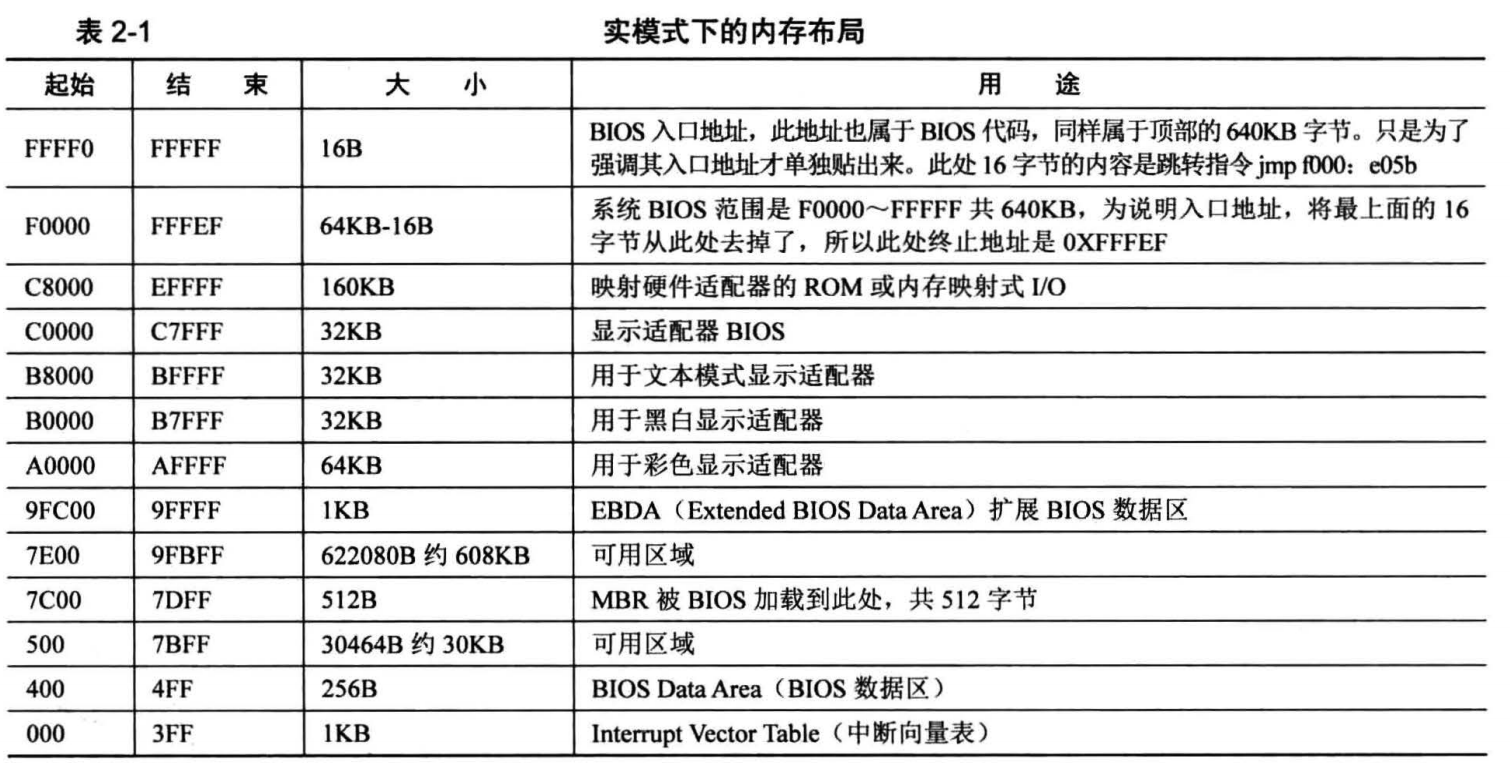 表 2-1 实模式下的内存布局
起始 结 束 大 小 用 途
FFFF0 FFFFF 16B BIOS 入口地址，此地址也属于 BIOS 代码，同样属于顶部的 640KB 字节。只是为了
强调其入口地址才单独贴出来。此处 16 字节的内容是跳转指令 jmp f000：e05b
F0000 FFFEF 64KB-16B 系统 BIOS 范围是 F0000～FFFFF 共 640KB，为说明入口地址，将最上面的 16
字节从此处去掉了，所以此处终止地址是 0XFFFEF
C8000 EFFFF 160KB 映射硬件适配器的 ROM 或内存映射式 I/O
C0000 C7FFF 32KB 显示适配器 BIOS
B8000 BFFFF 32KB 用于文本模式显示适配器
B0000 B7FFF 32KB 用于黑白显示适配器
A0000 AFFFF 64KB 用于彩色显示适配器
9FC00 9FFFF 1KB EBDA（Extended BIOS Data Area）扩展 BIOS 数据区
7E00 9FBFF 622080B 约 608KB 可用区域
7C00 7DFF 512B MBR 被 BIOS 加载到此处，共 512 字节
500 7BFF 30464B 约 30KB 可用区域
400 4FF 256B BIOS Data Area（BIOS 数据区）
000 3FF 1KB Interrupt Vector Table（中断向量表）